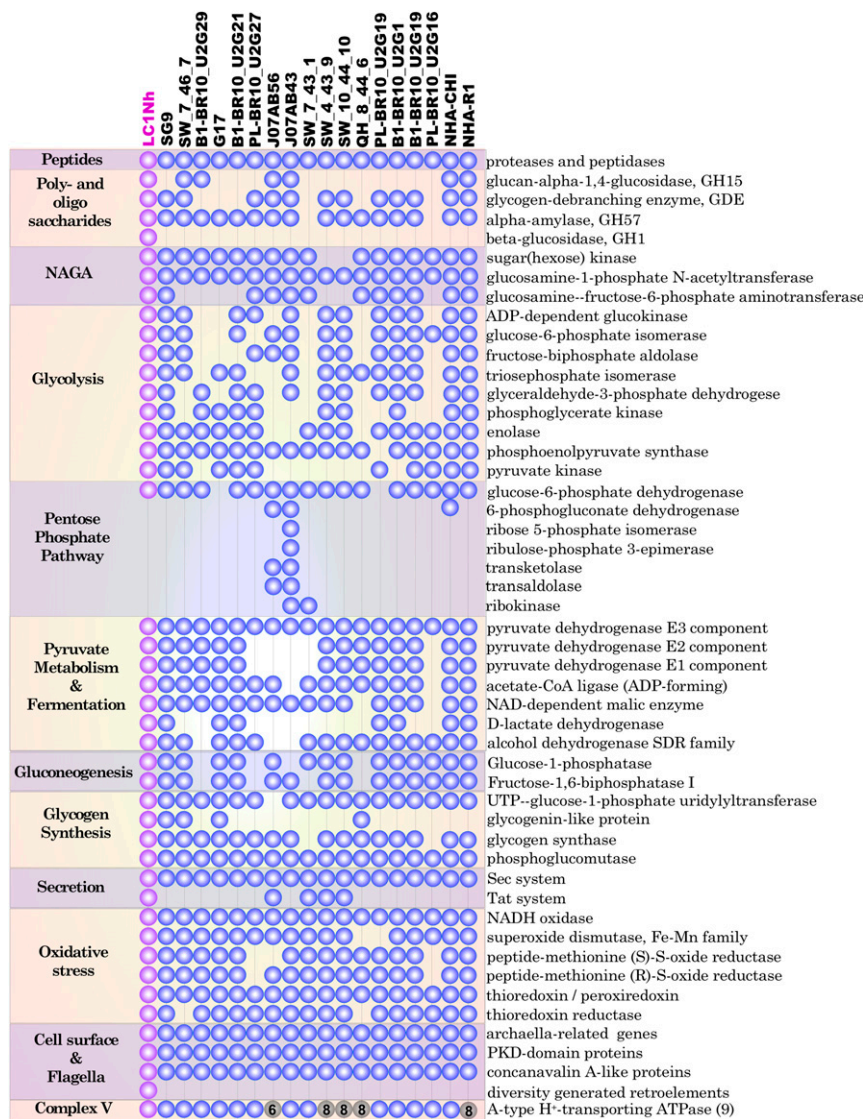 LC1Nh
SG9
SW_7_46_7
B1-BR10_U2G29
G17
B1-BR10_U2G21
PL-BR10_U2G27
J07AB56
J07AB43
SW_7_43_1
SW_4_43_9
SW_10_44_10
QH_8_44_6
PL-BR10_U2G19
B1-BR10_U2G1
B1-BR10_U2G19
PL-BR10_U2G16
NHA-CHI
NHA-R1
Peptides
proteases and peptidases
Poly- and
oligo
saccharides
glucan-alpha-1,4-glucosidase, GH15
glycogen-debranching enzyme, GDE
alpha-amylase, GH57
beta-glucosidase, GH1
NAGA
sugar(hexose) kinase
glucosamine-1-phosphate N-acetyltransferase
glucosamine--fructose-6-phosphate aminotransferase
Glycolysis
ADP-dependent glucokinase
glucose-6-phosphate isomerase
fructose-biphosphate aldolase
triosephosphate isomerase
glyceraldehyde-3-phosphate dehydrogese
phosphoglycerate kinase
enolase
phosphoenolpyruvate synthase
pyruvate kinase
Pentose
Phosphate
Pathway
glucose-6-phosphate dehydrogenase
6-phosphogluconate dehydrogenase
ribose 5-phosphate isomerase
ribulose-phosphate 3-epimerase
transketolase
transaldolase
ribokinase
Pyruvate
Metabolism
&
Fermentation
pyruvate dehydrogenase E3 component
pyruvate dehydrogenase E2 component
pyruvate dehydrogenase E1 component
acetate-CoA ligase (ADP-forming)
NAD-dependent malic enzyme
D-lactate dehydrogenase
alcohol dehydrogenase SDR family
Gluconeogenesis
Glucose-1-phosphatase
Fructose-1,6-biphosphatase I
Glycogen
Synthesis
UTP--glucose-1-phosphate uridylyltransferase
glycogenin-like protein
glycogen synthase
phosphoglucomutase
Secretion
Sec system
Tat system
Oxidative
stress
NADH oxidase
superoxide dismutase, Fe-Mn family
peptide-methionine (S)-S-oxide reductase
peptide-methionine (R)-S-oxide reductase
thioredoxin / peroxiredoxin
thioredoxin reductase
Cell surface
&
Flagella
archaella-related genes
PKD-domain proteins
concanavalin A-like proteins
diversity generated retroelements
Complex V
6 8 8 8 8
A-type H⁺-transporting ATPase (9)